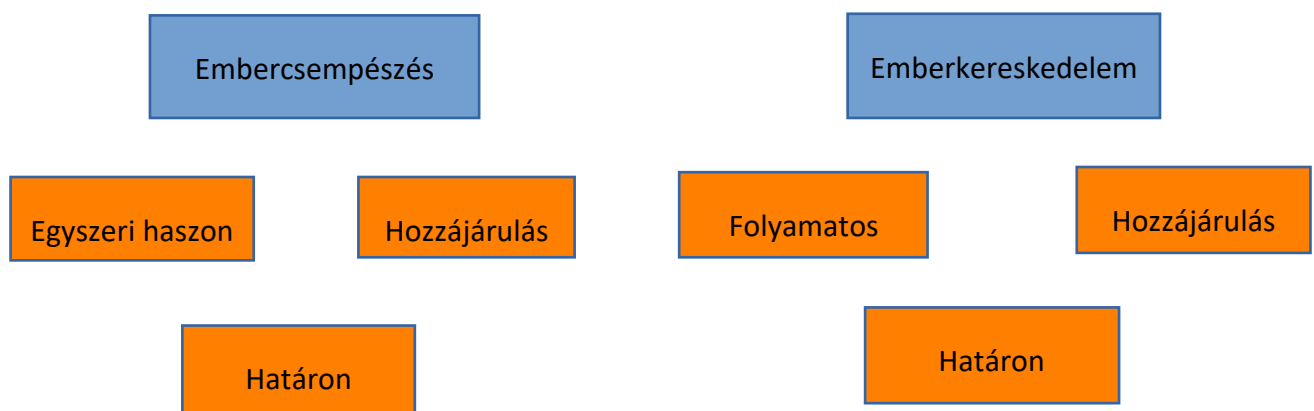 Embercsempészés
Emberkereskedelem
Egyszeri haszon
Hozzájárulás
Folyamatos
Hozzájárulás
Határon
Határon